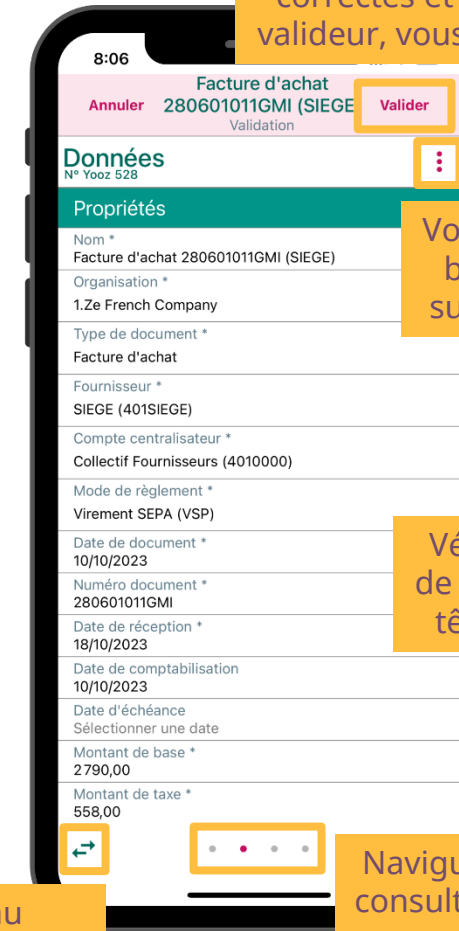 correctes et
valideur, vous
8:06
Facture d'achat
Annuler 280601011GMI (SIEGE Valider
Validation
Données
N° Yooz 528
Propriétés
Nom *
Facture d'achat 280601011GMI (SIEGE)
Organisation *
1.Ze French Company
Type de document *
Facture d'achat
Fournisseur *
SIEGE (401SIEGE)
Compte centralisateur *
Collectif Fournisseurs (4010000)
Mode de règlement *
Virement SEPA (VSP)
Date de document *
10/10/2023
Numéro document *
280601011GMI
Date de réception *
18/10/2023
Date de comptabilisation
10/10/2023
Date d'échéance
Sélectionner une date
Montant de base *
2 790,00
Montant de taxe *
558,00
Vo
b
su
Vé
de
tê
Navigu
consult
au